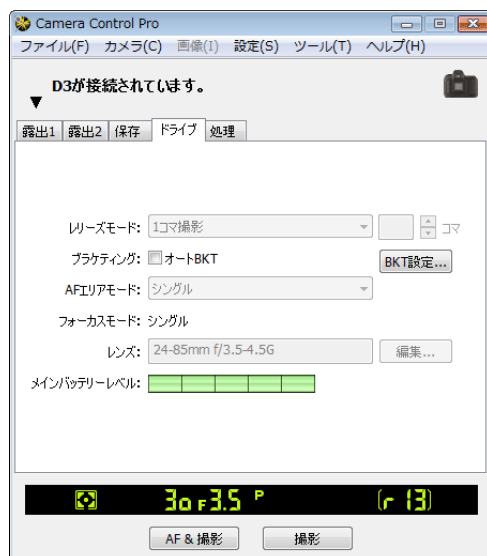 Camera Control Pro
ファイル(F) カメラ(C) 画像(I) 設定(S) ツール(T) ヘルプ(H)
D3が接続されています。
露出1 露出2 保存 ドライブ 処理
レリーズモード: 1コマ撮影 コマ
ブラケティング: オートBKT BKT設定...
AFエリアモード: シングル
フォーカスモード: シングル
レンズ: 24-85mm f/3.5-4.5G 編集...
メインバッテリーレベル:
30 F3.5 P (r 13)
AF & 撮影 撮影